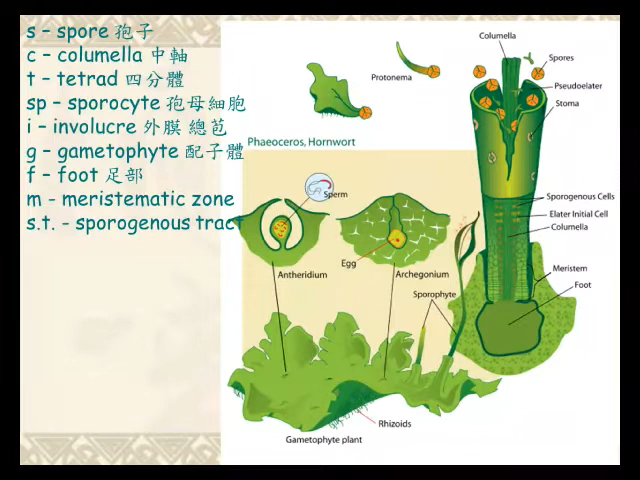 s – spore 孢子
c – columella 中軸
t – tetrad 四分體
sp – sporocyte 孢母細胞
i – involucre 外膜 總苞
g – gametophyte 配子體
f – foot 足部
m - meristematic zone
s.t. - sporogenous tract
Columella
Spores
Protonema
Pseudoelater
Stoma
Phaeoceros, Hornwort
Sperm
Sporogenous Cells
Elater Initial Cell
Columella
Egg
Antheridium
Archegonium
Meristem
Foot
Sporophyte
Rhizoids
Gametophyte plant